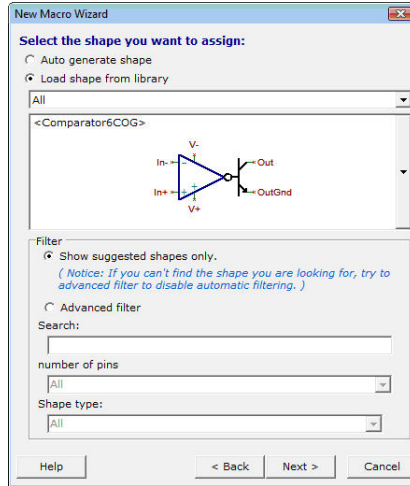 New Macro Wizard
Select the shape you want to assign:
Auto generate shape
Load shape from library
All
<Comparator6COG>
V-
In-
Out
In+
OutGnd
V+
Filter
Show suggested shapes only.
( Notice: If you can't find the shape you are looking for, try to
advanced filter to disable automatic filtering. )
Advanced filter
Search:
number of pins
All
Shape type:
All
Help
< Back
Next >
Cancel